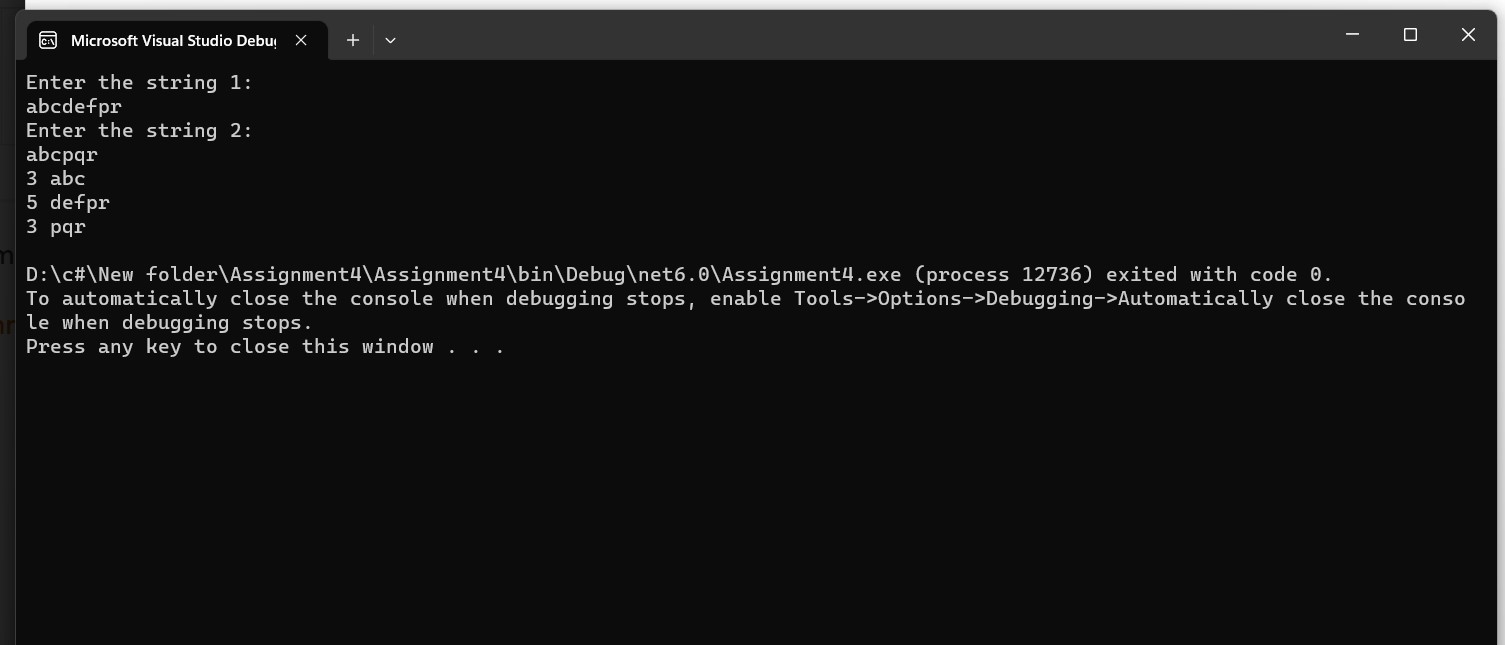 Microsoft Visual Studio Debu
Enter the string 1:
abcdefpr
Enter the string 2:
abcpqr
3 abc
5 defpr
3 pqr
D:\c#\New folder\Assignment4\Assignment4\bin\Debug\net6.0\Assignment4.exe (process 12736) exited with code 0.
To automatically close the console when debugging stops, enable Tools->Options->Debugging->Automatically close the conso
le when debugging stops.
Press any key to close this window . . .